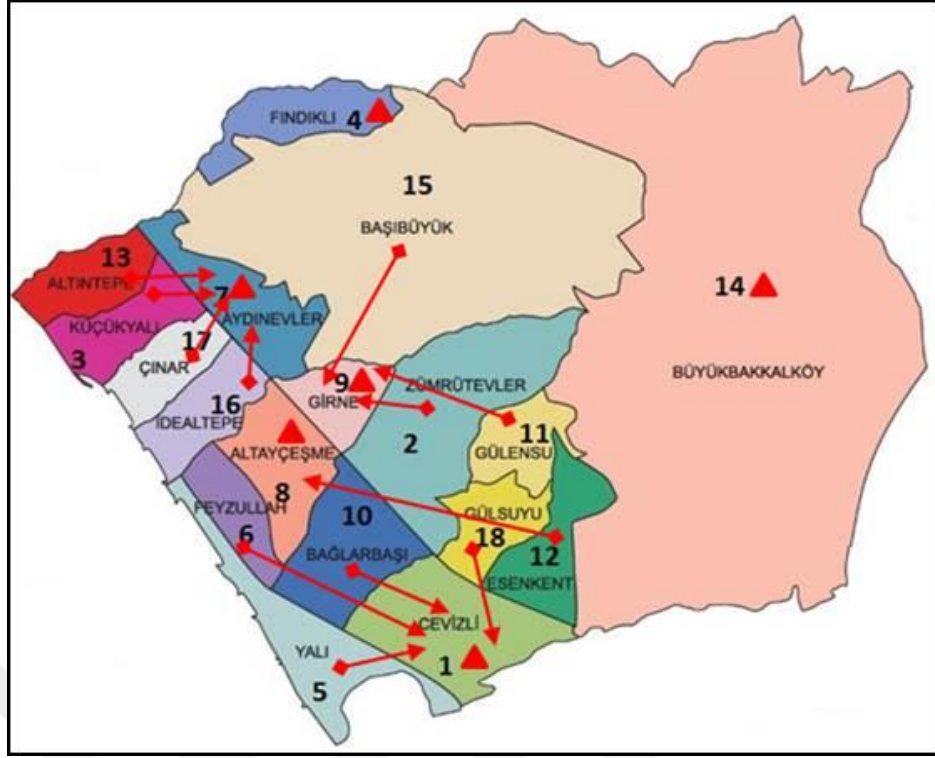 FINDIKLI 4
15
BAŞIBÜYÜK
13
ALTINTEPE
7
14
AYDINEVLER
KÜÇÜKYALI
17
3
ÇINAR
BÜYÜKBAKKALKÖY
9
ZÜMRÜTEVLER
GİRNE
16
İDEALTEPE
11
2
ALTAYÇEŞME
GÜLENSU
8
FEYZULLAH
10
GÜLSUYU
6
18
BAĞLARBAŞI
12
ESENKENT
CEVİZLİ
YALI
1
5